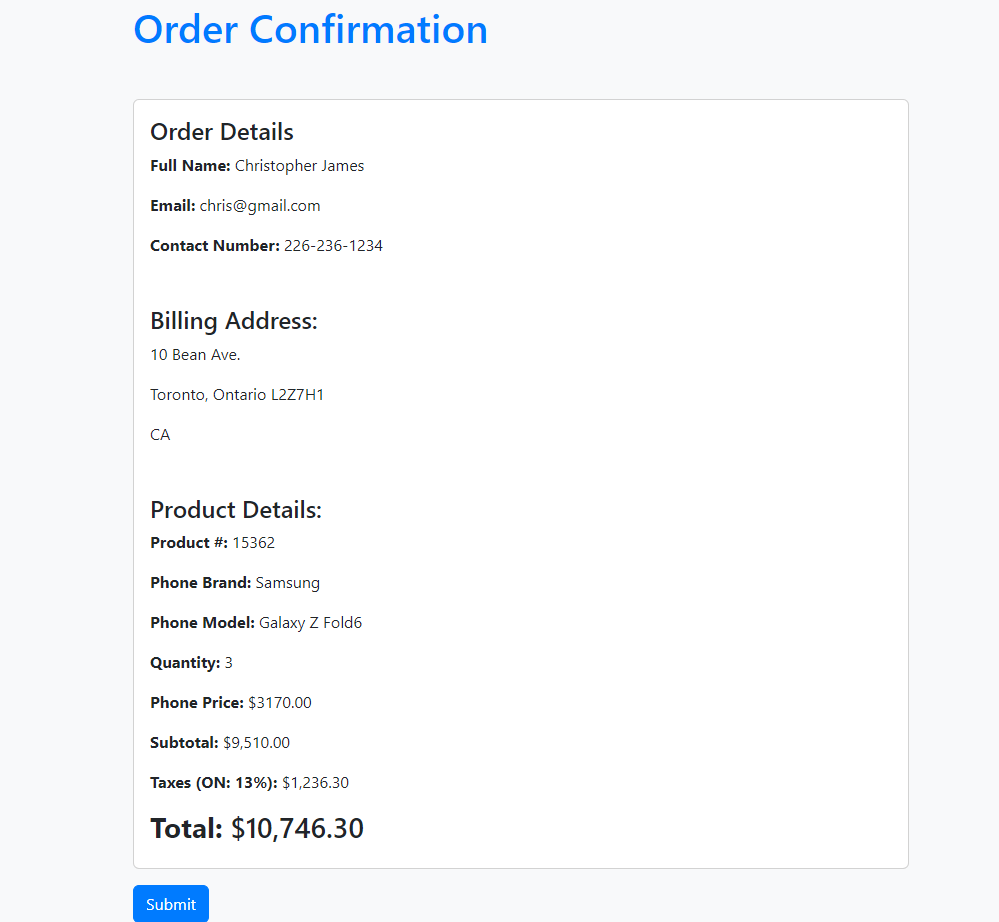 Order Confirmation
Order Details
Full Name: Christopher James
Email: chris@gmail.com
Contact Number: 226-236-1234
Billing Address:
10 Bean Ave.
Toronto, Ontario L2Z7H1
CA
Product Details:
Product #: 15362
Phone Brand: Samsung
Phone Model: Galaxy Z Fold6
Quantity: 3
Phone Price: $3170.00
Subtotal: $9,510.00
Taxes (ON: 13%): $1,236.30
Total: $10,746.30
Submit